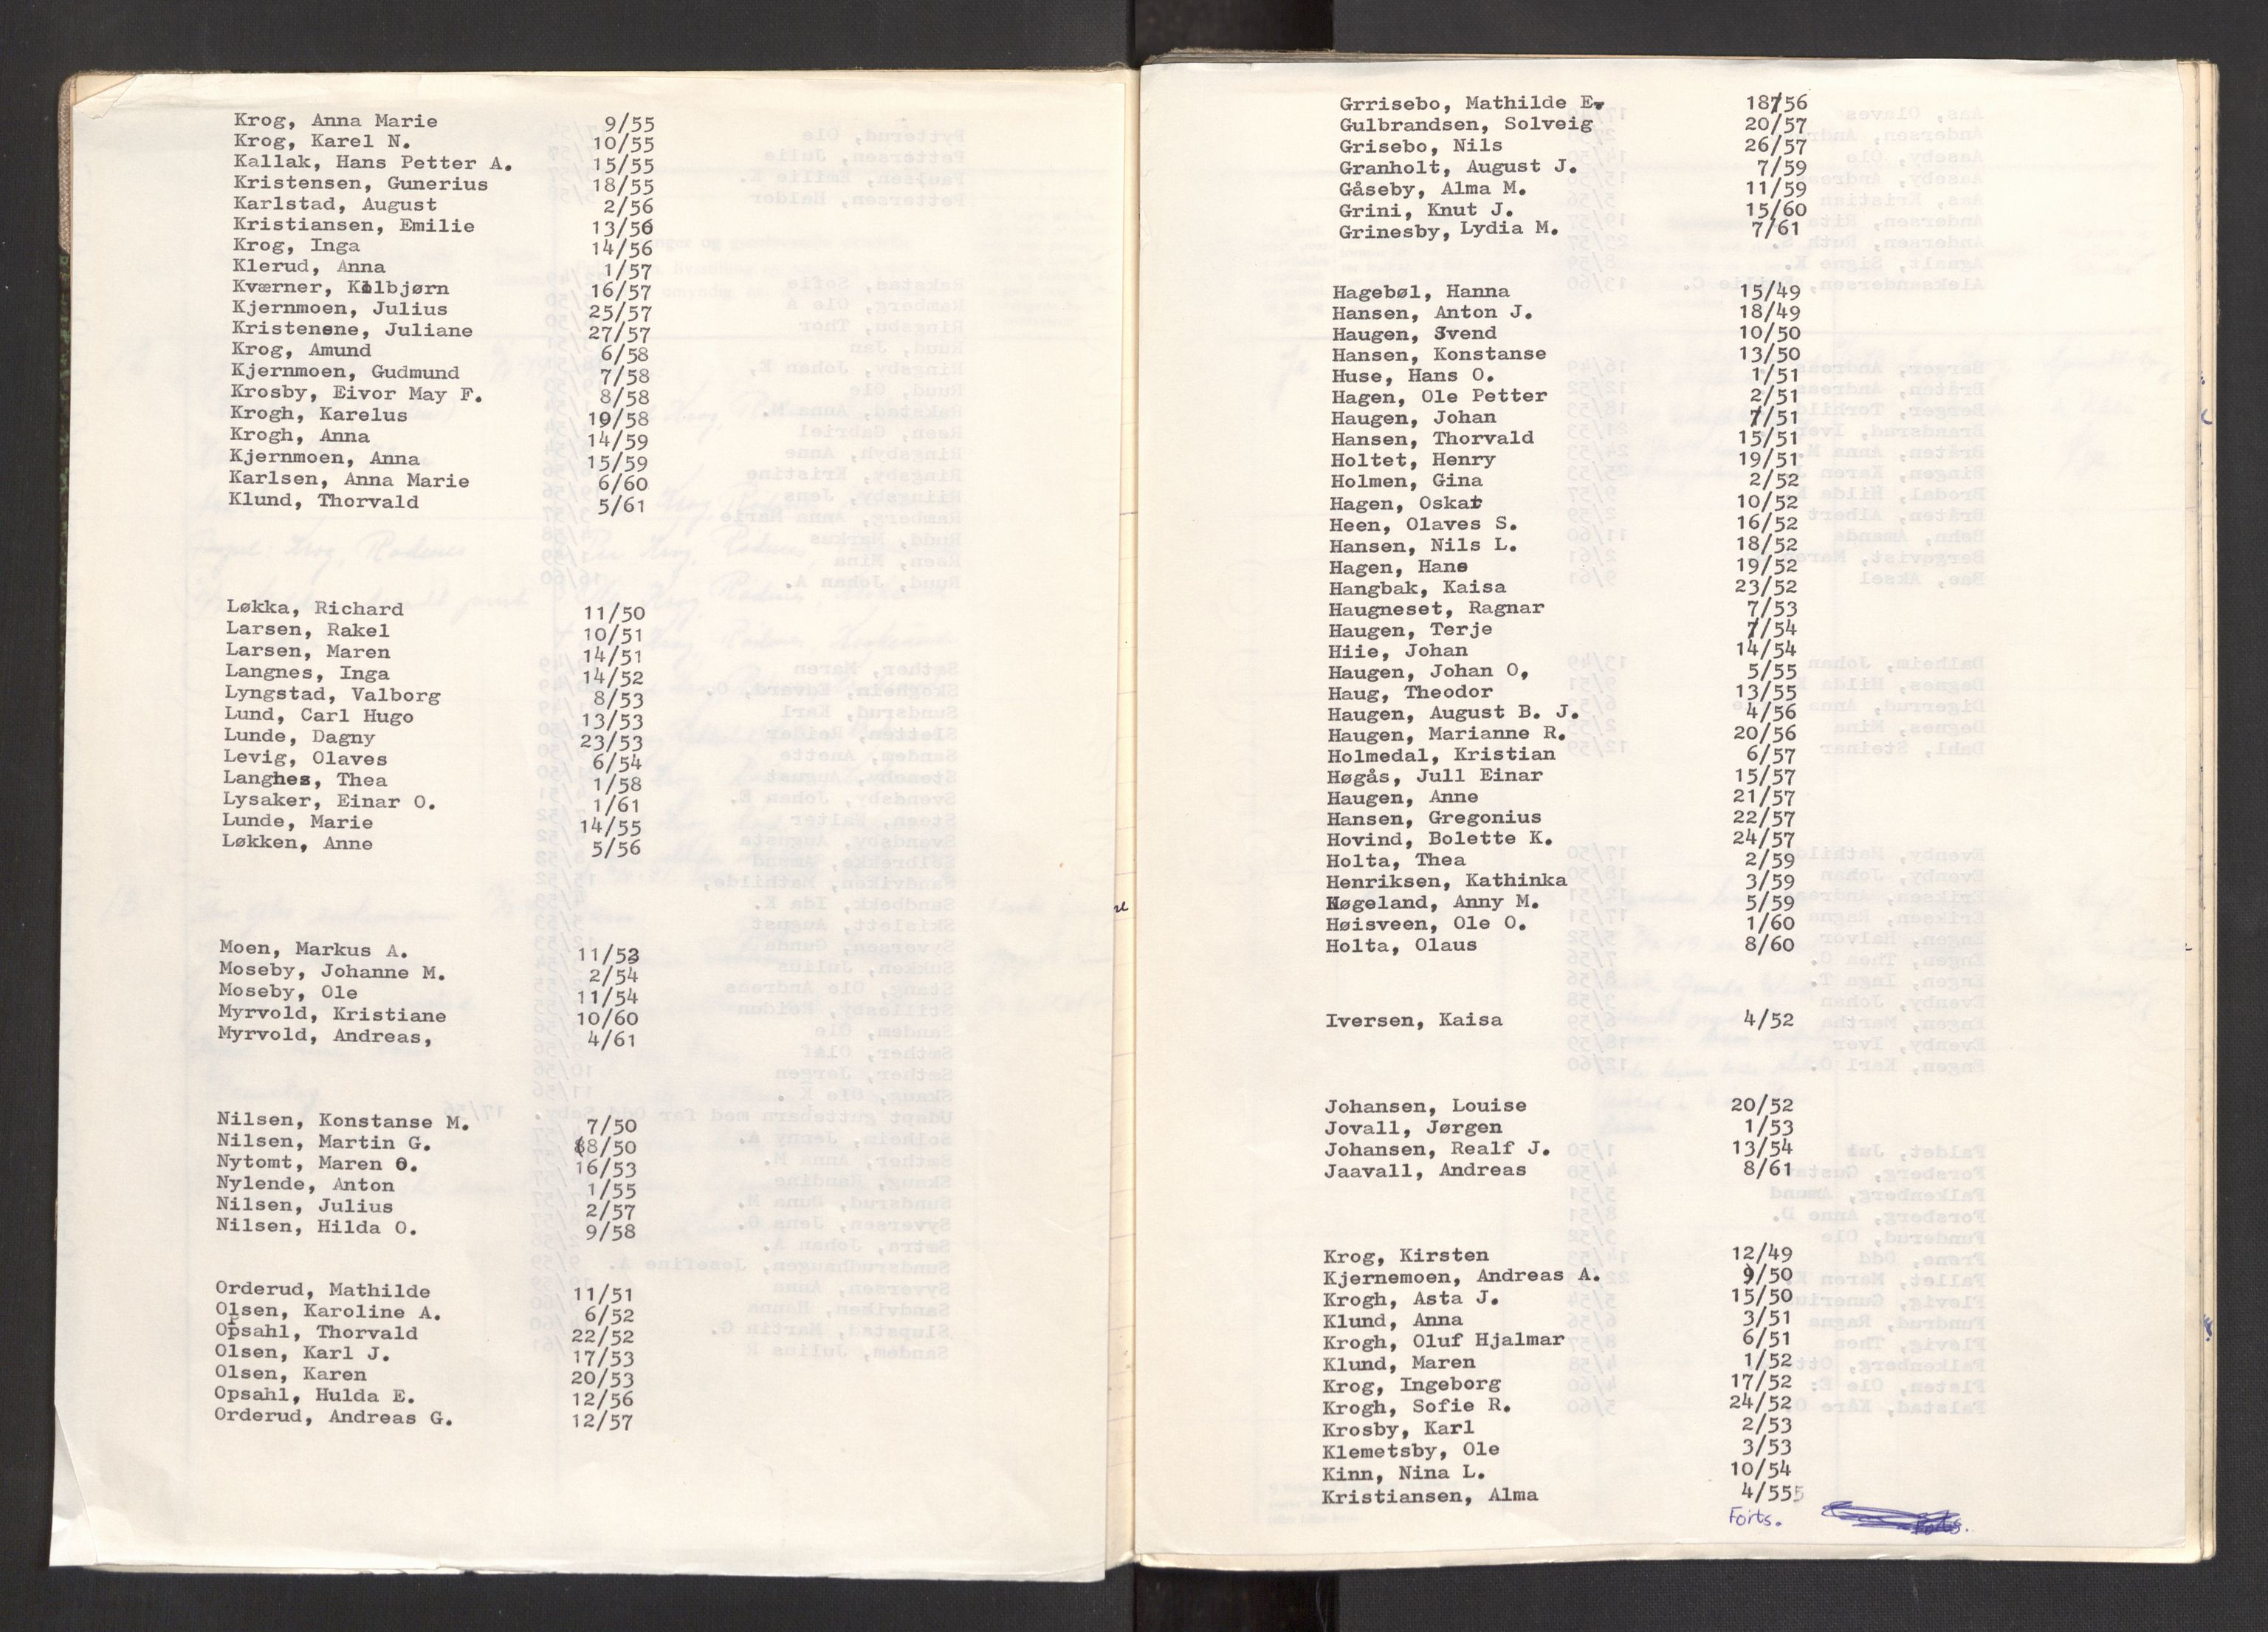 Krog, Anna Marie 9/55
Krog, Karel N. 10/55
Kallak, Hans Petter A. 15/55
Kristensen, Gunerius 18/55
Karlstad, August 2/56
Kristiansen, Emilie 13/56
Krog, Inga 14/56
Klerud, Anna 1/57
Kværner, Kolbjørn 16/57
Kjernmoen, Julius 25/57
Kristenene, Juliane 27/57
Krog, Amund 6/58
Kjernmoen, Gudmund 7/58
Krosby, Eivor May F. 8/58
Krogh, Karelus 10/58
Krogh, Anna 14/59
Kjernmoen, Anna 15/59
Karlsen, Anna Marie 6/60
Klund, Thorvald 5/61
Løkka, Richard 11/50
Larsen, Rakel 10/51
Larsen, Maren 14/51
Langnes, Inga 14/52
Lyngstad, Valborg 8/53
Lund, Carl Hugo 13/53
Lunde, Dagny 23/53
Levig, Olaves 6/54
Langhes, Thea 1/58
Lysaker, Einar O. 1/61
Lunde, Marie 14/55
Løkken, Anne 5/56
Moen, Markus A. 11/53
Moseby, Johanne M. 2/54
Moseby, Ole 11/54
Myrvold, Kristiane 10/60
Myrvold, Andreas, 4/61
Nilsen, Konstanse M. 7/50
Nilsen, Martin G. 8/50
Nytomt, Maren O. 16/53
Nylende, Anton 1/55
Nilsen, Julius 2/57
Nilsen, Hilda O. 9/58
Orderud, Mathilde 11/51
Olsen, Karoline A. 6/52
Opsahl, Thorvald 22/52
Olsen, Karl J. 17/53
Olsen, Karen 20/53
Opsahl, Hulda E. 12/56
Orderud, Andreas G. 12/57
Grrisebo, Mathilde E. 18/56
Gulbrandsen, Solveig 20/57
Grisebo, Nils 26/57
Granholt, August J. 7/59
Gåseby, Alma M. 11/59
Grini, Knut J. 15/60
Grinesby, Lydia M. 7/61
Hagebøl, Hanna 15/49
Hansen, Anton J. 18/49
Haugen, Svend 10/50
Hansen, Konstanse 13/50
Huse, Hans O. 1/51
Hagen, Ole Petter 2/51
Haugen, Johan 7/51
Hansen, Thorvald 15/51
Holtet, Henry 19/51
Holmen, Gina 2/52
Hagen, Oskar 10/52
Heen, Olaves S. 16/52
Hansen, Nils L. 18/52
Hagen, Hans 19/52
Hangbak, Kaisa 23/52
Haugneset, Ragnar 7/53
Haugen, Terje 7/54
Hiie, Johan 14/54
Haugen, Johan O, 5/55
Haug, Theodor 13/55
Haugen, August B. J. 4/56
Haugen, Marianne R. 20/56
Holmedal, Kristian 6/57
Høgås, Jull Einar 15/57
Haugen, Anne 21/57
Hansen, Gregonius 22/57
Hovind, Bolette K. 24/57
Holta, Thea 2/59
Henriksen, Kathinka 3/59
Høgeland, Anny M. 5/59
Høisveen, Ole O. 1/60
Holta, Olaus 8/60
Iversen, Kaisa 4/52
Johansen, Louise 20/52
Jovall, Jørgen 1/53
Johansen, Realf J. 13/54
Jaavall, Andreas 8/61
Krog, Kirsten 12/49
Kjernemoen, Andreas A. 9/50
Krogh, Asta J. 15/50
Klund, Anna 3/51
Krogh, Oluf Hjalmar 6/51
Klund, Maren 1/52
Krog, Ingeborg 17/52
Krogh, Sofie R. 24/52
Krosby, Karl 2/53
Klemetsby, Ole 3/53
Kinn, Nina L. 10/54
Kristiansen, Alma 4/555
Forts.